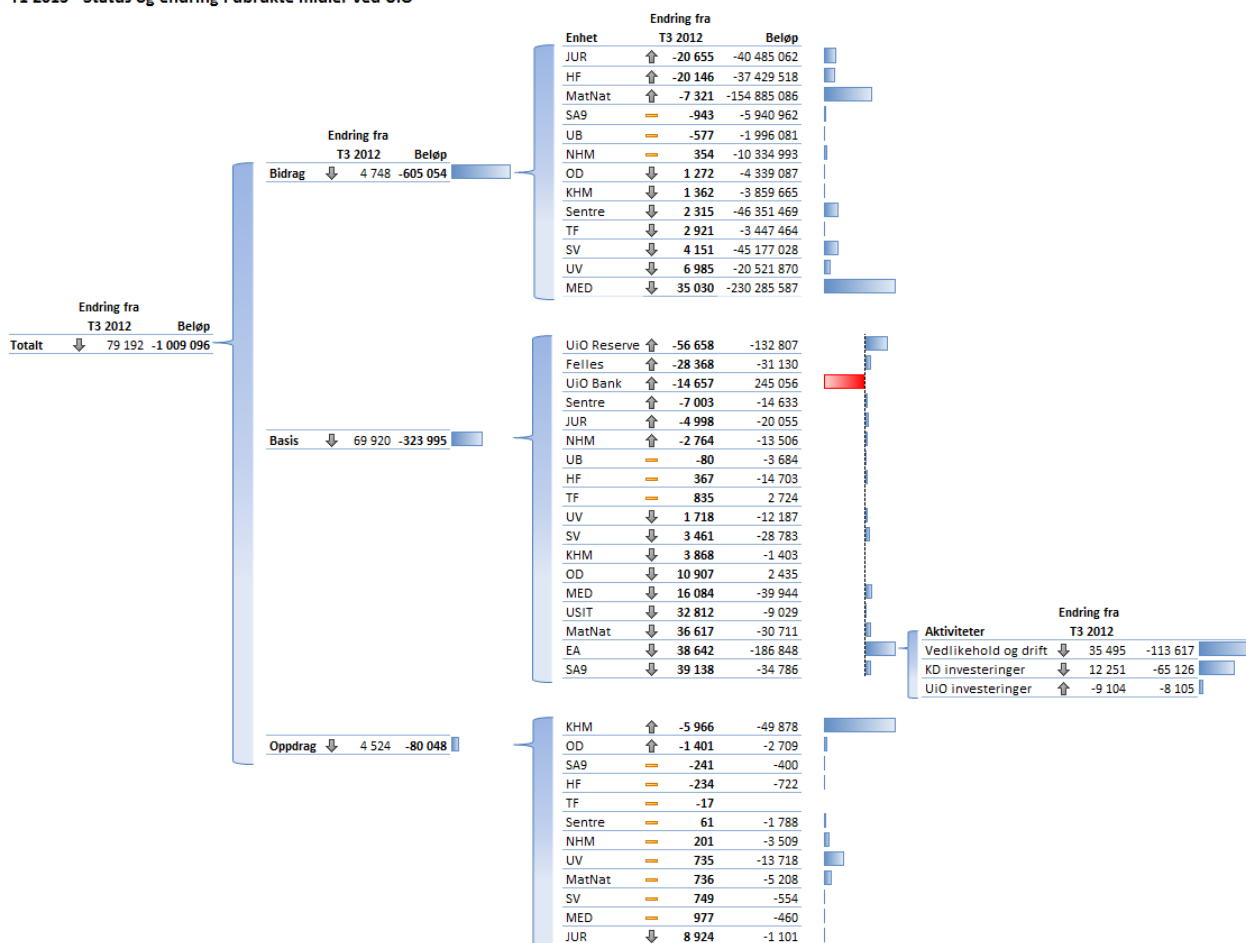 T1 2013 - Status og endring i ubrukte midler ved UiO
Endring fra
Enhet T3 2012 Beløp
JUR -20 655 -40 485 062
HF -20 146 -37 429 518
MatNat -7 321 -154 885 086
SA9 -943 -5 940 962
UB -577 -1 996 081
NHM 354 -10 334 993
OD 1 272 -4 339 087
KHM 1 362 -3 859 665
Sentre 2 315 -46 351 469
TF 2 921 -3 447 464
SV 4 151 -45 177 028
UV 6 985 -20 521 870
MED 35 030 -230 285 587
Endring fra
T3 2012 Beløp
Bidrag 4 748 -605 054
Endring fra
T3 2012 Beløp
Totalt 79 192 -1 009 096
UiO Reserve -56 658 -132 807
Felles -28 368 -31 130
UiO Bank -14 657 245 056
Sentre -7 003 -14 633
JUR -4 998 -20 055
NHM -2 764 -13 506
UB -80 -3 684
HF 367 -14 703
TF 835 2 724
UV 1 718 -12 187
SV 3 461 -28 783
KHM 3 868 -1 403
OD 10 907 2 435
MED 16 084 -39 944
USIT 32 812 -9 029
MatNat 36 617 -30 711
EA 38 642 -186 848
SA9 39 138 -34 786
Basis 69 920 -323 995
Endring fra
Aktiviteter T3 2012
Vedlikehold og drift 35 495 -113 617
KD investeringer 12 251 -65 126
UiO investeringer -9 104 -8 105
Oppdrag 4 524 -80 048
KHM -5 966 -49 878
OD -1 401 -2 709
SA9 -241 -400
HF -234 -722
TF -17
Sentre 61 -1 788
NHM 201 -3 509
UV 735 -13 718
MatNat 736 -5 208
SV 749 -554
MED 977 -460
JUR 8 924 -1 101